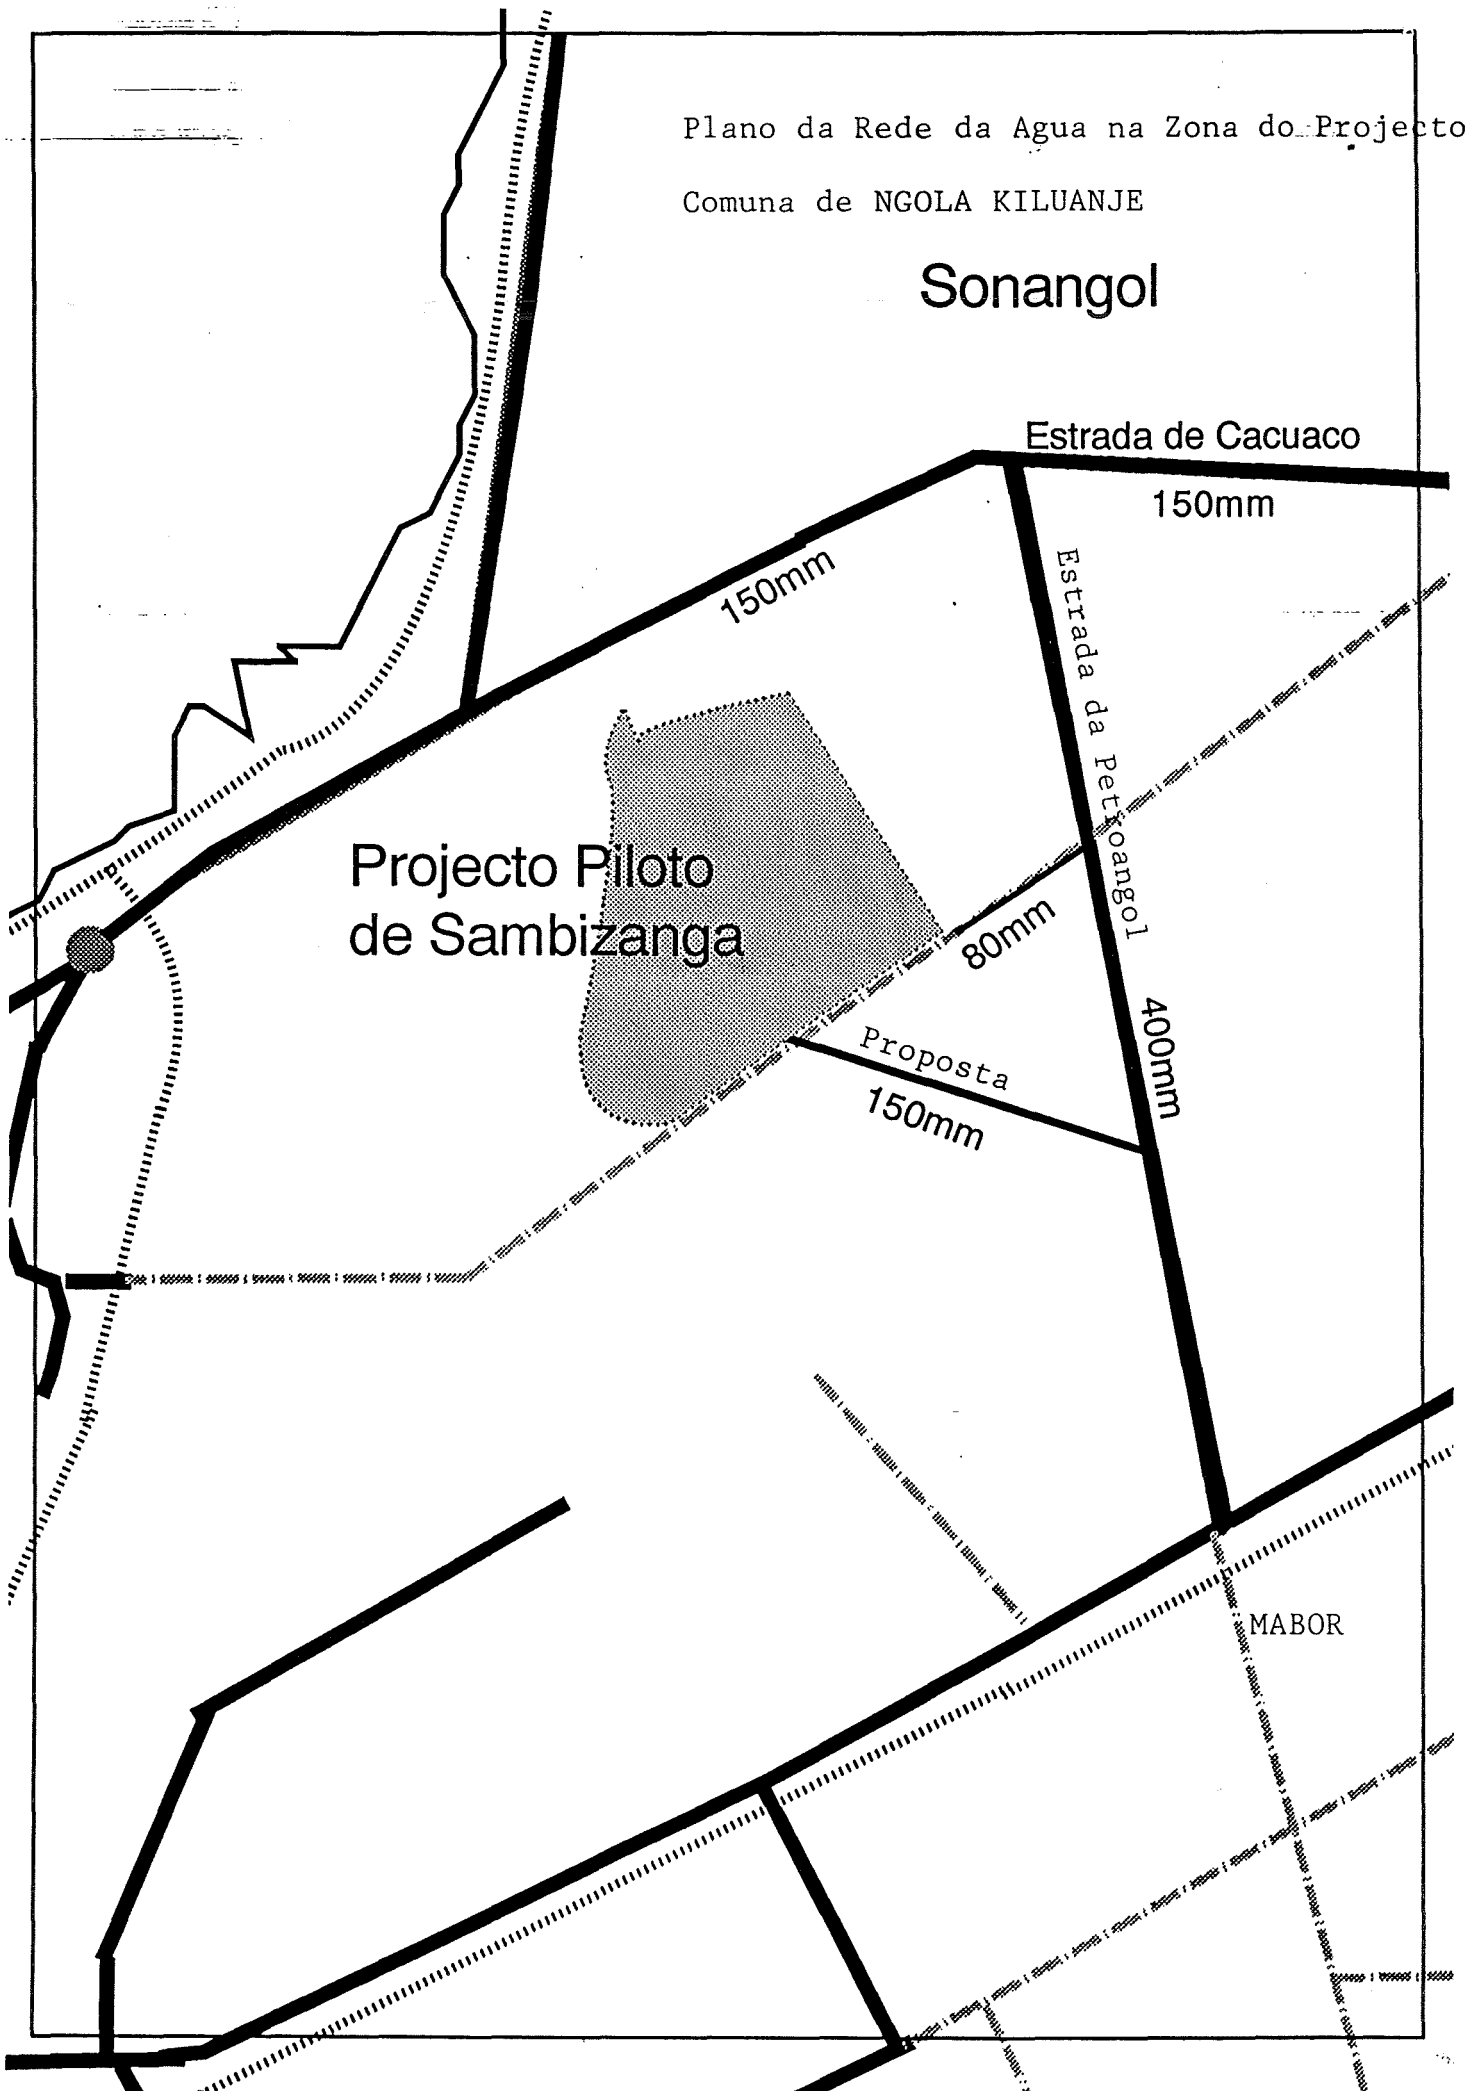 Plano da Rede da Agua na Zona do Projecto
Comuna de NGOLA KILUANJE
Sonangol
Estrada de Cacuaco
150mm
150mm
Estrada da Petroangol
Projecto Piloto
de Sambizanga
80mm
400mm
Proposta
150mm
MABOR